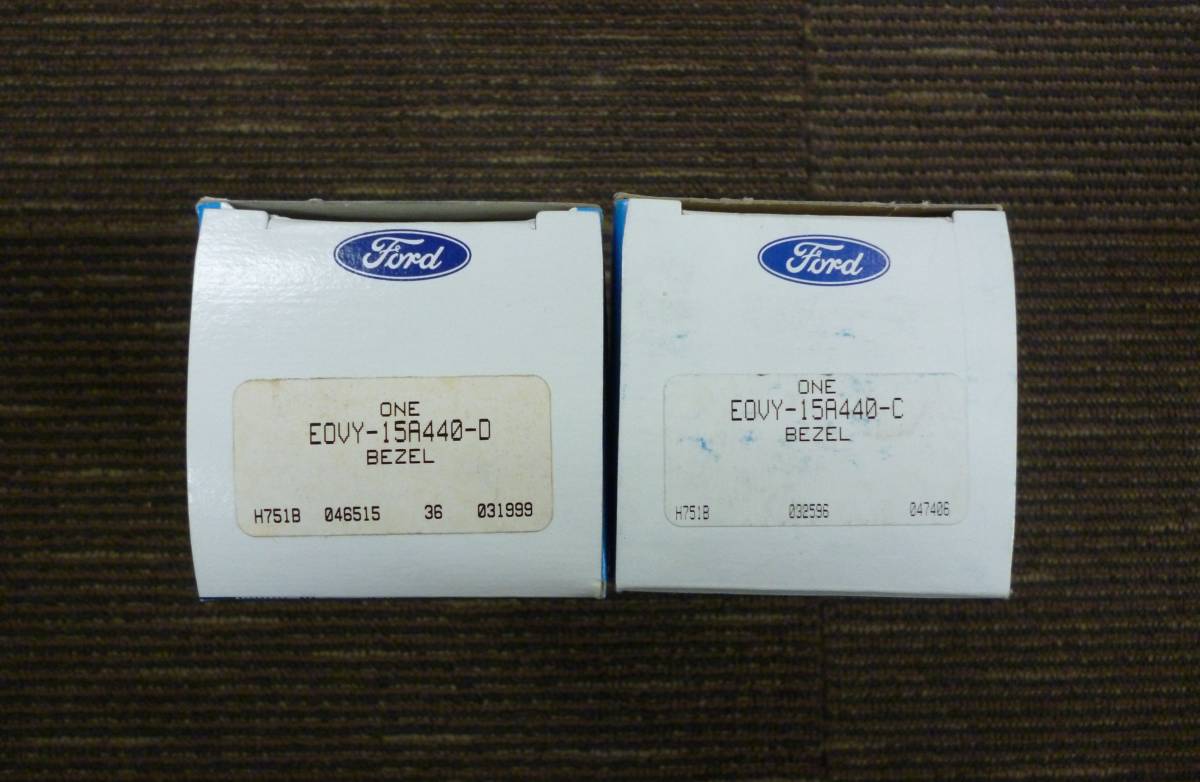 Ford
ONE
EOVY-15A440-D
BEZEL
H751B 046515 36 031999
Ford
ONE
EOVY-15A440-C
BEZEL
H751B 032596 047406